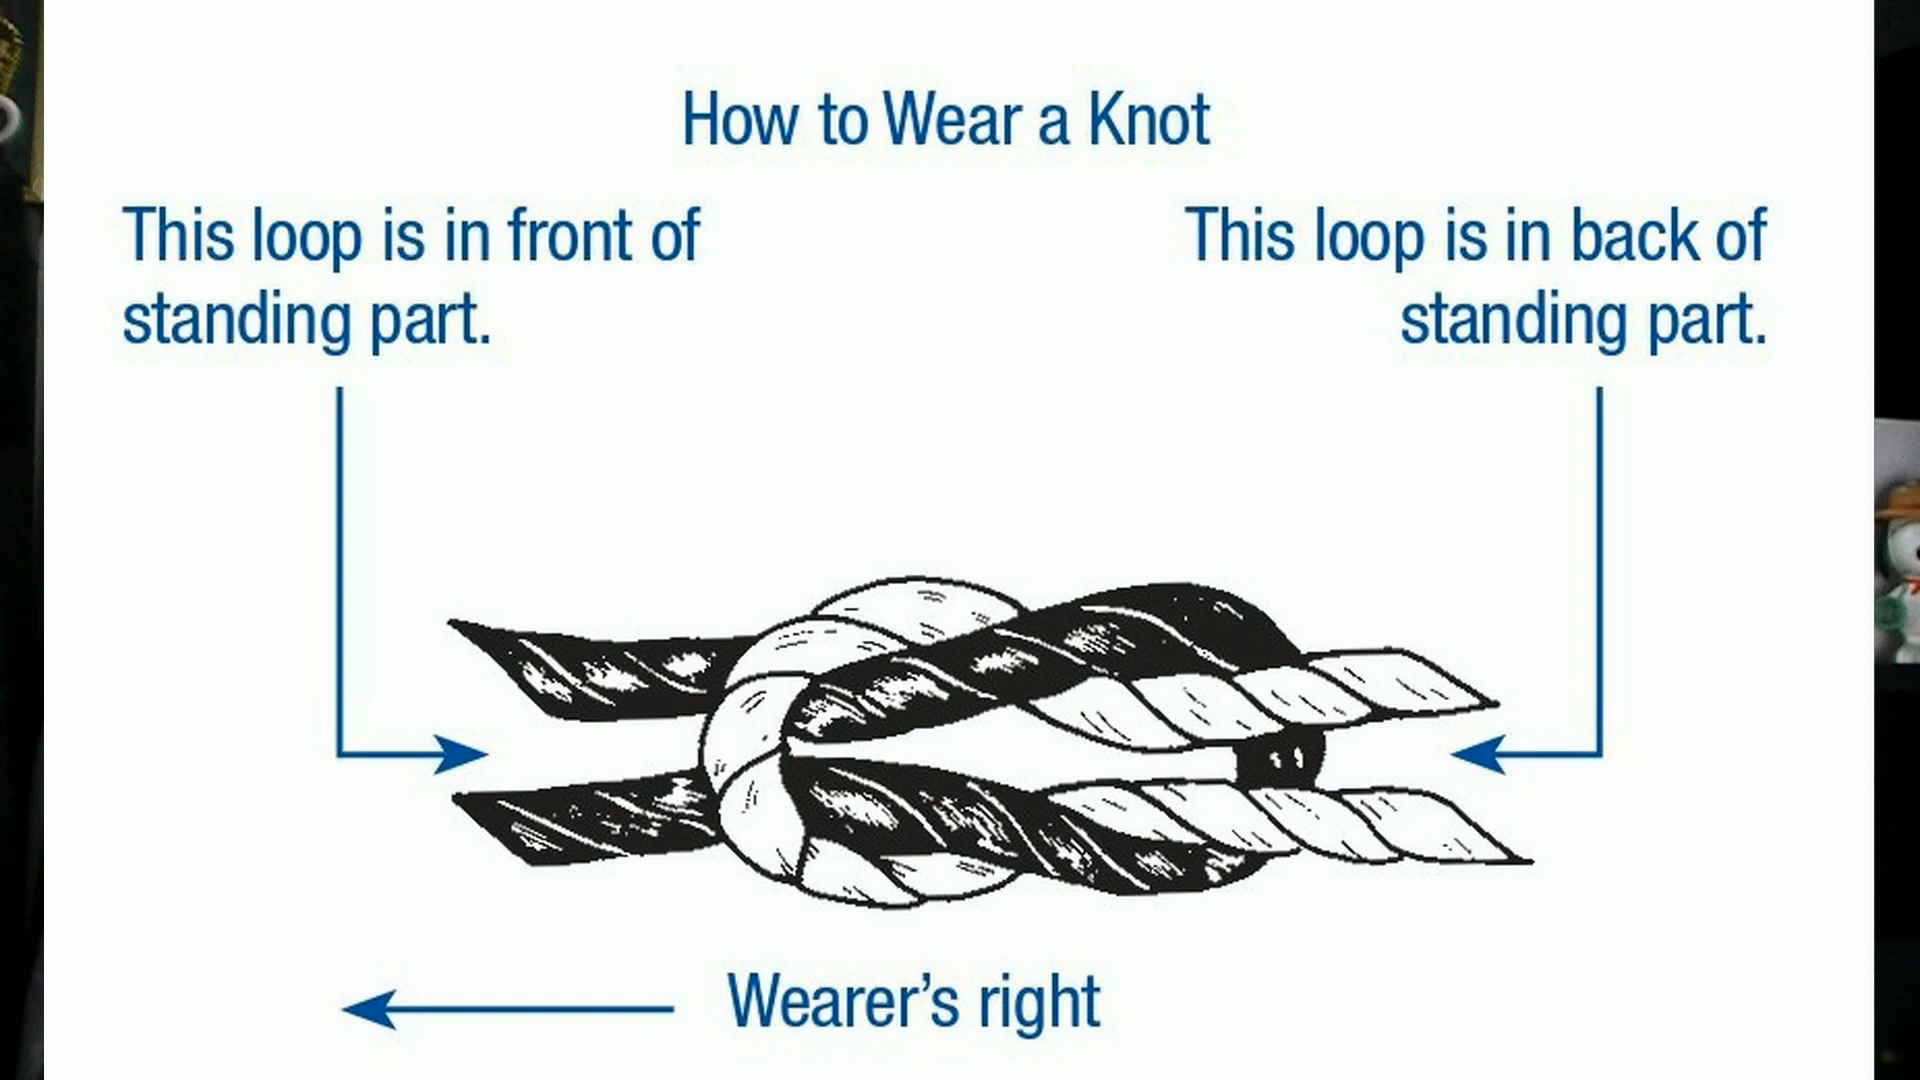 How to Wear a Knot
This loop is in front of
standing part.
This loop is in back of
standing part.
Wearer’s right